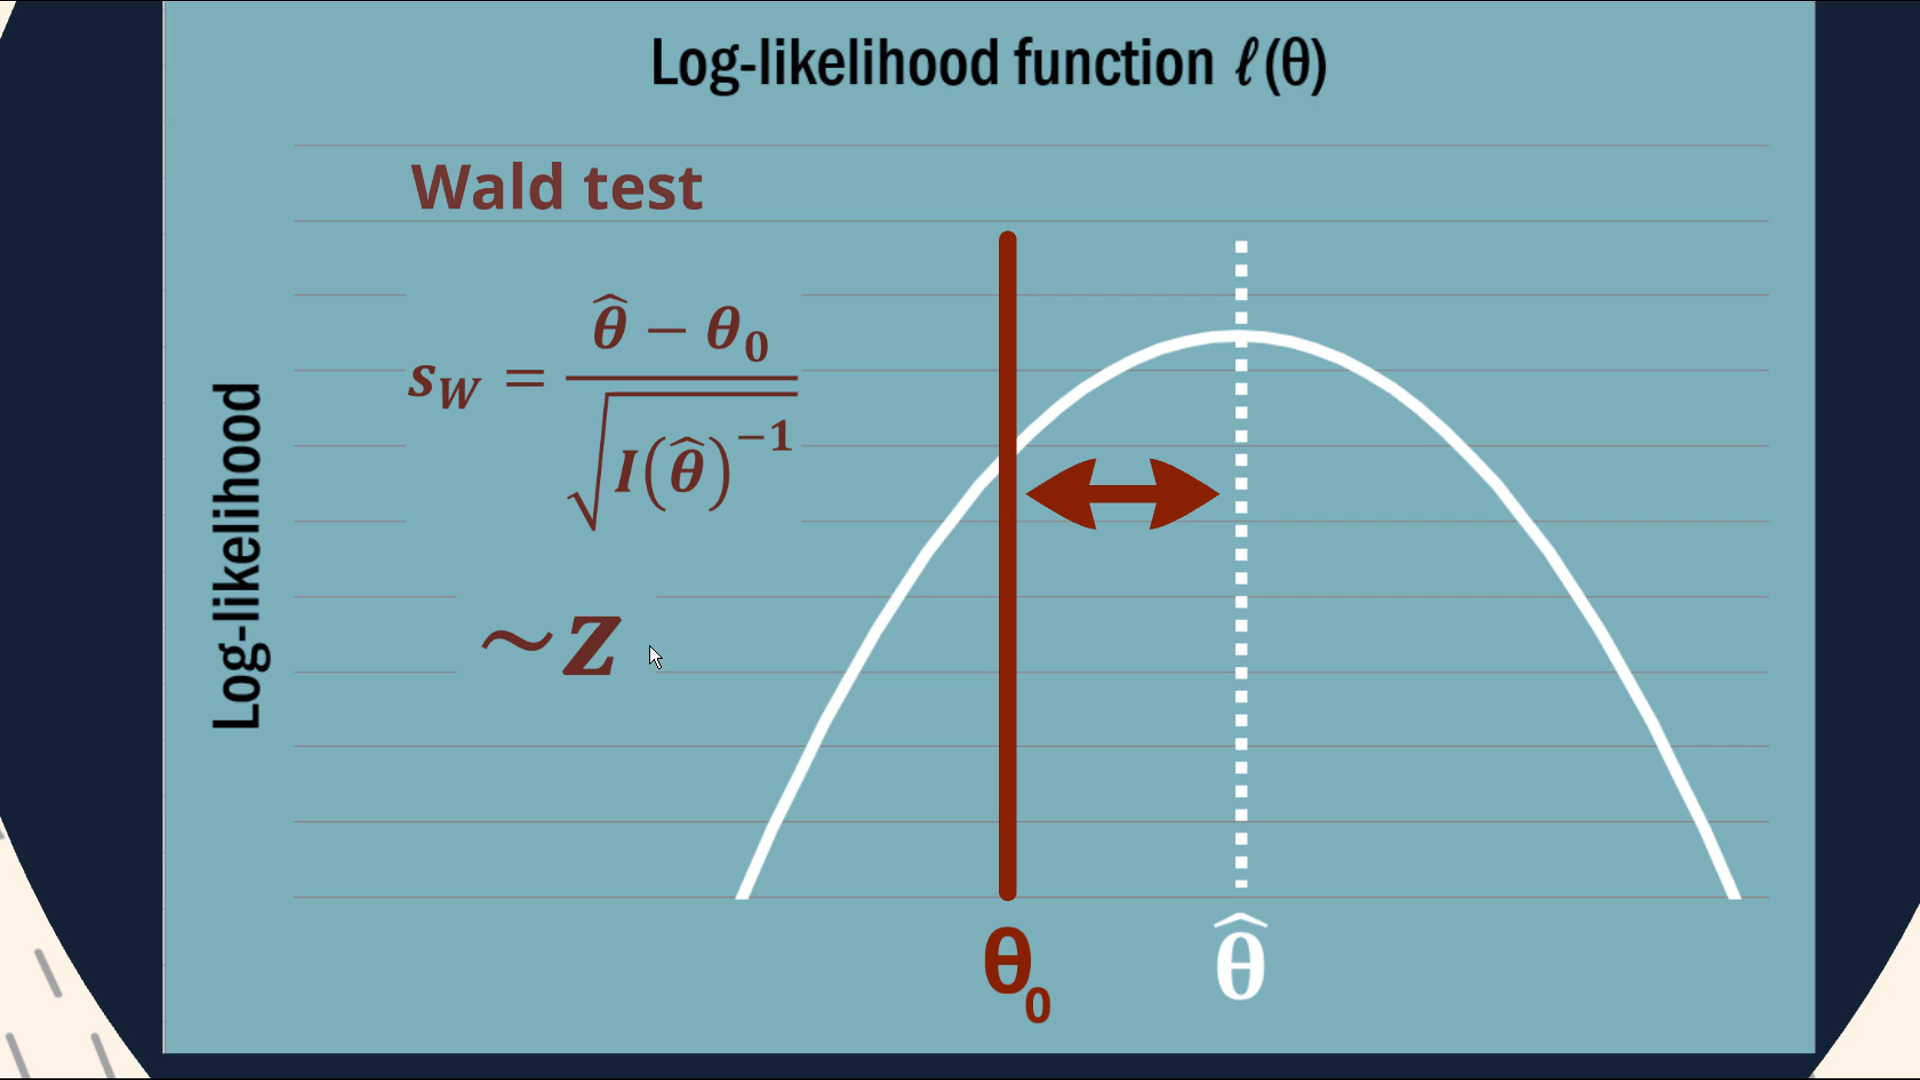 Log-likelihood function ℓ(θ)
Wald test
s_W = (θ̂ − θ₀) / √(I(θ̂)⁻¹)
~Z
Log-likelihood
θ₀
θ̂